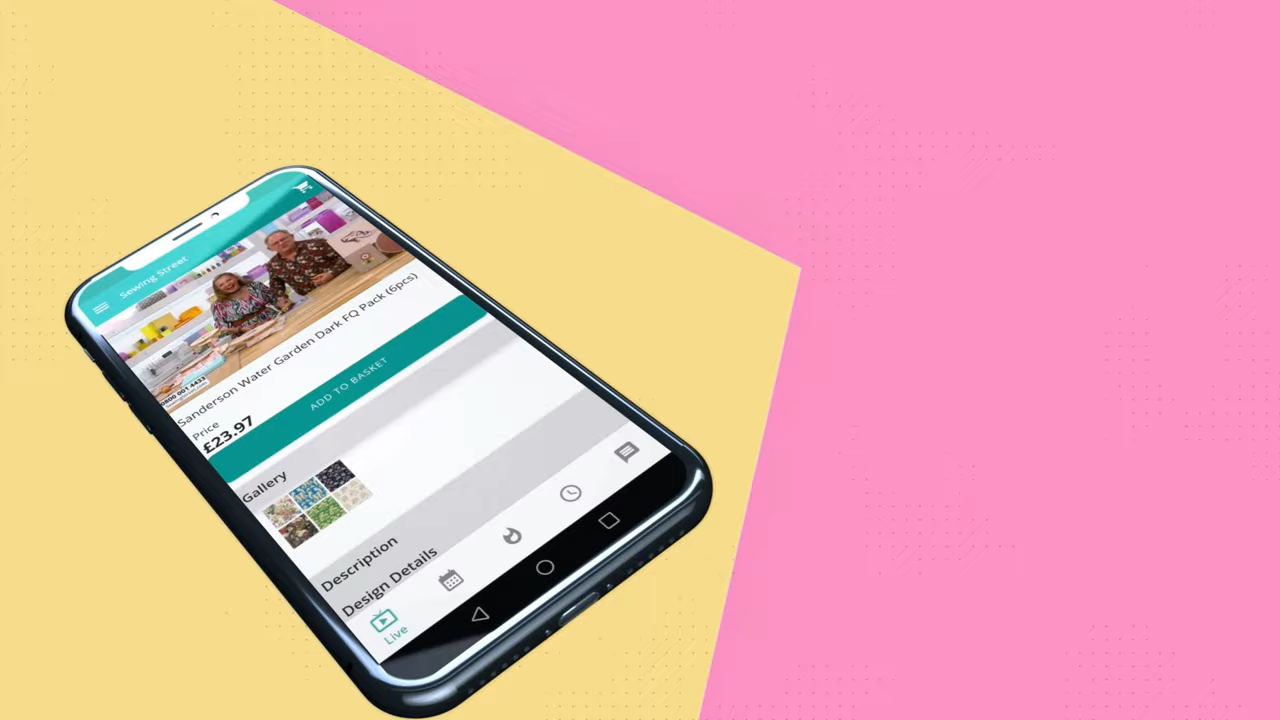 Sewing Street
0800 001 4433
Sanderson Water Garden Dark FQ Pack (6pcs)
Price
£23.97
ADD TO BASKET
Gallery
Description
Design Details
Live